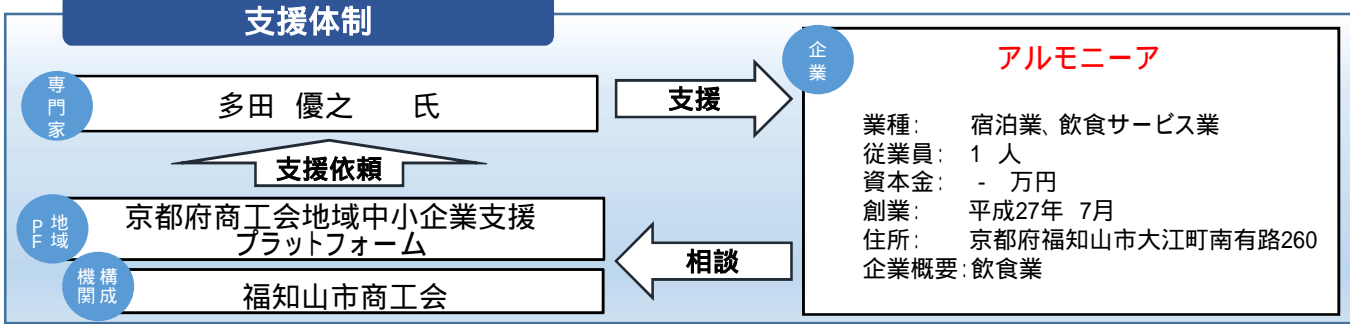 支援体制
専門家
多田 優之 氏
支援
支援依頼
地域PF
京都府商工会地域中小企業支援
プラットフォーム
相談
構成機関
福知山市商工会
企業
アルモニーア
業種: 宿泊業、飲食サービス業
従業員: 1 人
資本金: - 万円
創業: 平成27年 7月
住所: 京都府福知山市大江町南有路260
企業概要:飲食業